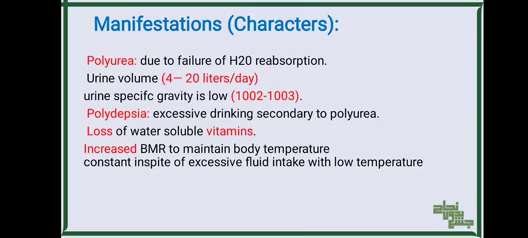 Manifestations (Characters):
Polyurea: due to failure of H20 reabsorption.
Urine volume (4— 20 liters/day)
urine specifc gravity is low (1002-1003).
Polydepsia: excessive drinking secondary to polyurea.
Loss of water soluble vitamins.
Increased BMR to maintain body temperature
constant inspite of excessive fluid intake with low temperature